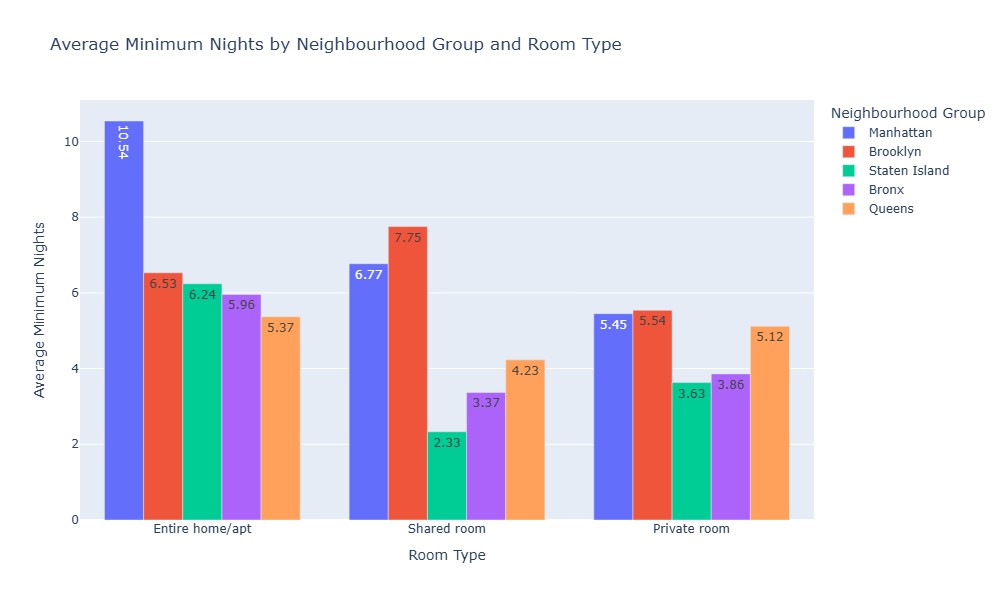 Average Minimum Nights by Neighbourhood Group and Room Type
Neighbourhood Group
Manhattan
Brooklyn
Staten Island
Bronx
Queens
Average Minimum Nights
10
8
6
4
2
0
10.54
6.53
6.24
5.96
5.37
6.77
7.75
2.33
3.37
4.23
5.45
5.54
3.63
3.86
5.12
Entire home/apt
Shared room
Private room
Room Type